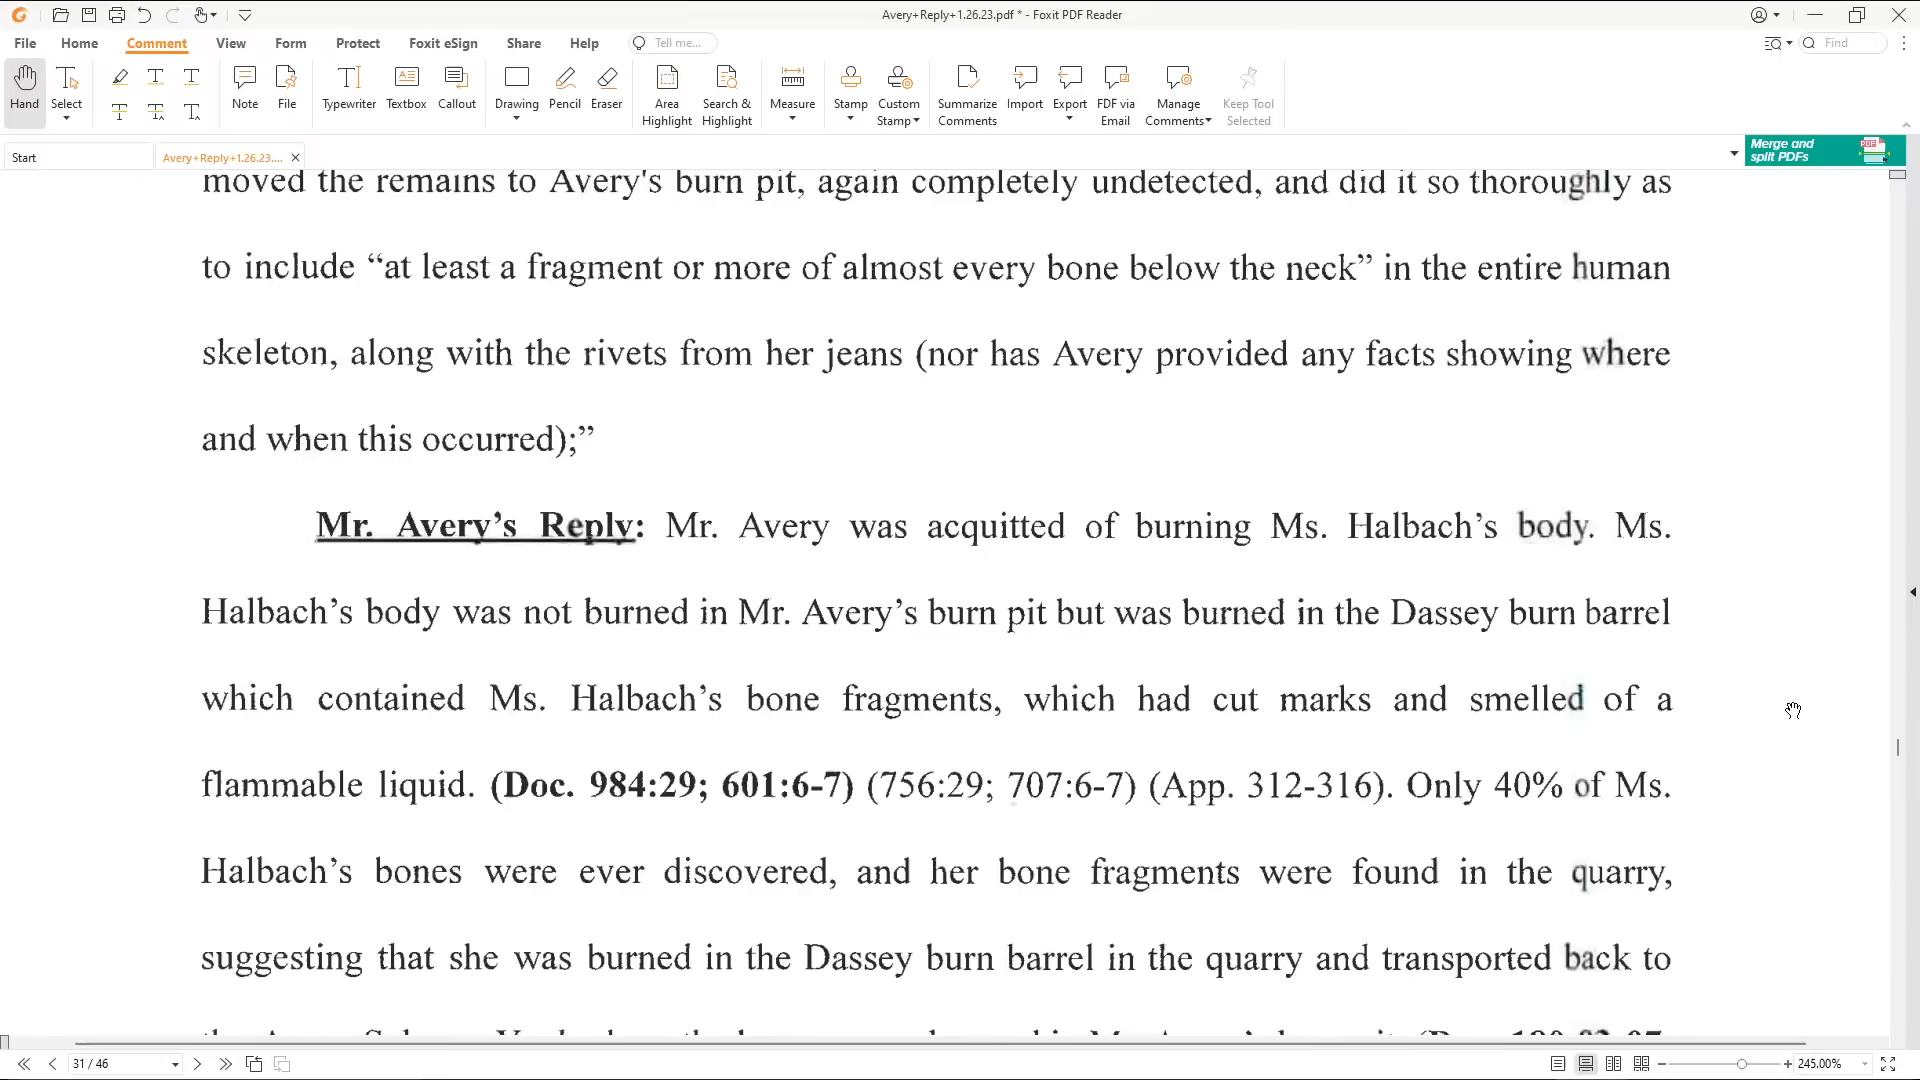 Avery+Reply+1.26.23.pdf * - Foxit PDF Reader
File Home Comment View Form Protect Foxit eSign Share Help Tell me... Find
Hand Select Note File Typewriter Textbox Callout Drawing Pencil Eraser Area Highlight Search & Highlight Measure Stamp Custom Stamp Summarize Comments Import Export FDF via Email Manage Comments Keep Tool Selected
Start Avery+Reply+1.26.23.... Merge and split PDFs
moved the remains to Avery's burn pit, again completely undetected, and did it so thoroughly as
to include “at least a fragment or more of almost every bone below the neck” in the entire human
skeleton, along with the rivets from her jeans (nor has Avery provided any facts showing where
and when this occurred);”
Mr. Avery’s Reply: Mr. Avery was acquitted of burning Ms. Halbach’s body. Ms.
Halbach’s body was not burned in Mr. Avery’s burn pit but was burned in the Dassey burn barrel
which contained Ms. Halbach’s bone fragments, which had cut marks and smelled of a
flammable liquid. (Doc. 984:29; 601:6-7) (756:29; 707:6-7) (App. 312-316). Only 40% of Ms.
Halbach’s bones were ever discovered, and her bone fragments were found in the quarry,
suggesting that she was burned in the Dassey burn barrel in the quarry and transported back to
31 / 46 245.00%